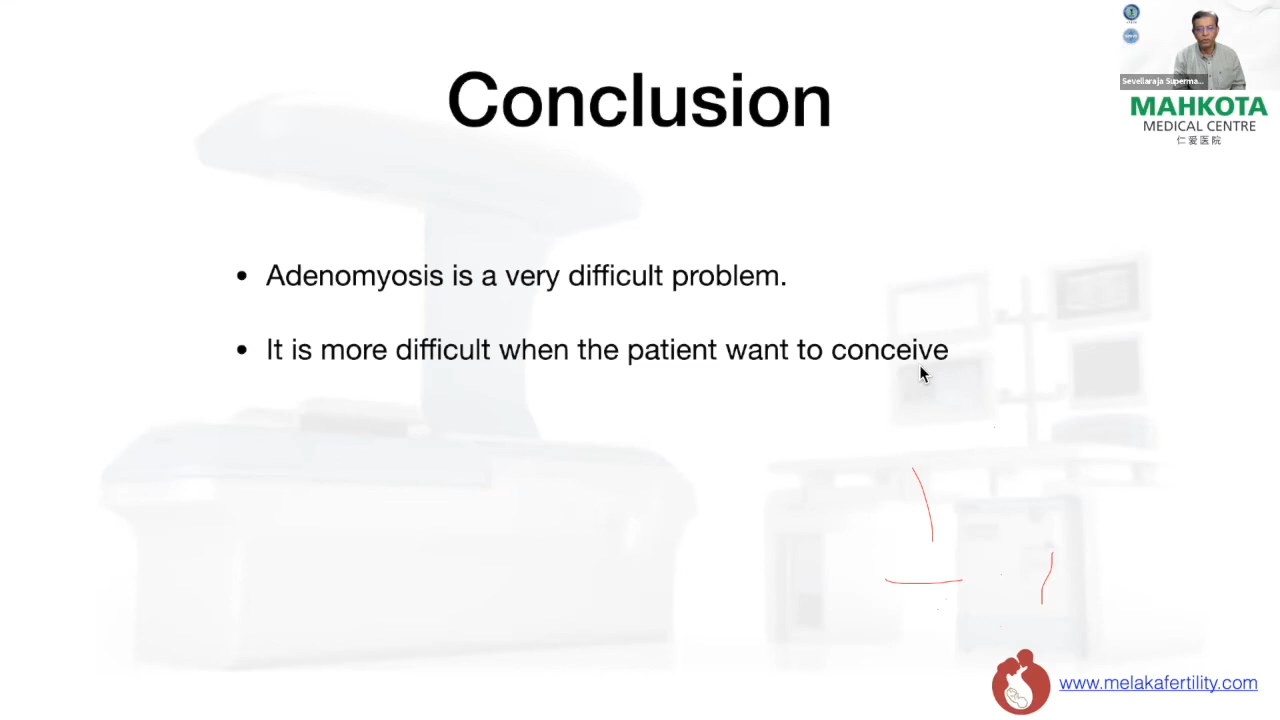 Conclusion
Sevellaraja Superma...
MAHKOTA
MEDICAL CENTRE
仁爱医院
• Adenomyosis is a very difficult problem.
• It is more difficult when the patient want to conceive
www.melakafertility.com